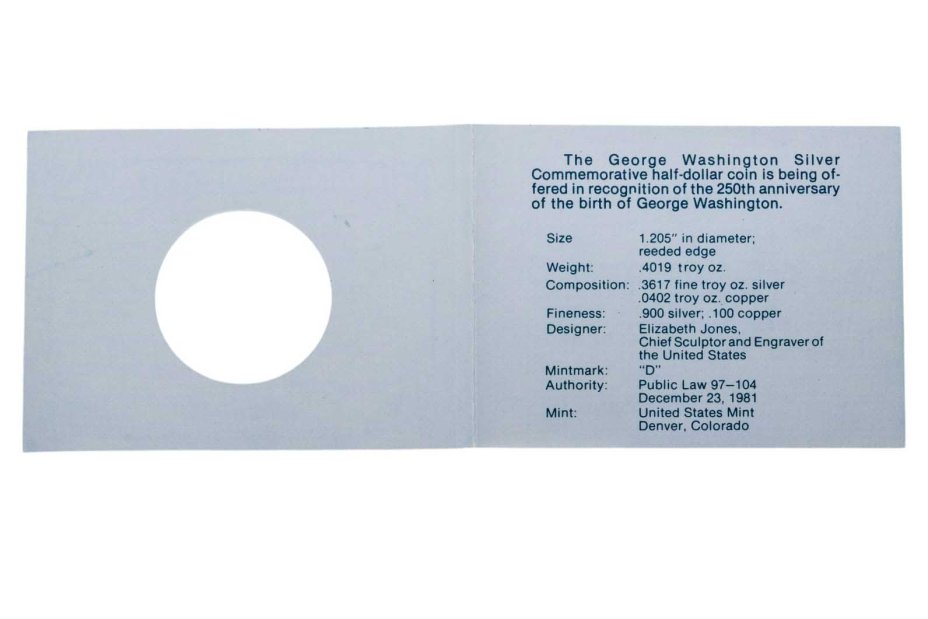 The George Washington Silver
Commemorative half-dollar coin is being of-
fered in recognition of the 250th anniversary
of the birth of George Washington.
Size 1.205" in diameter;
reeded edge
Weight: .4019 troy oz.
Composition: .3617 fine troy oz. silver
.0402 troy oz. copper
Fineness: .900 silver; .100 copper
Designer: Elizabeth Jones,
Chief Sculptor and Engraver of
the United States
Mintmark: "D"
Authority: Public Law 97–104
December 23, 1981
Mint: United States Mint
Denver, Colorado